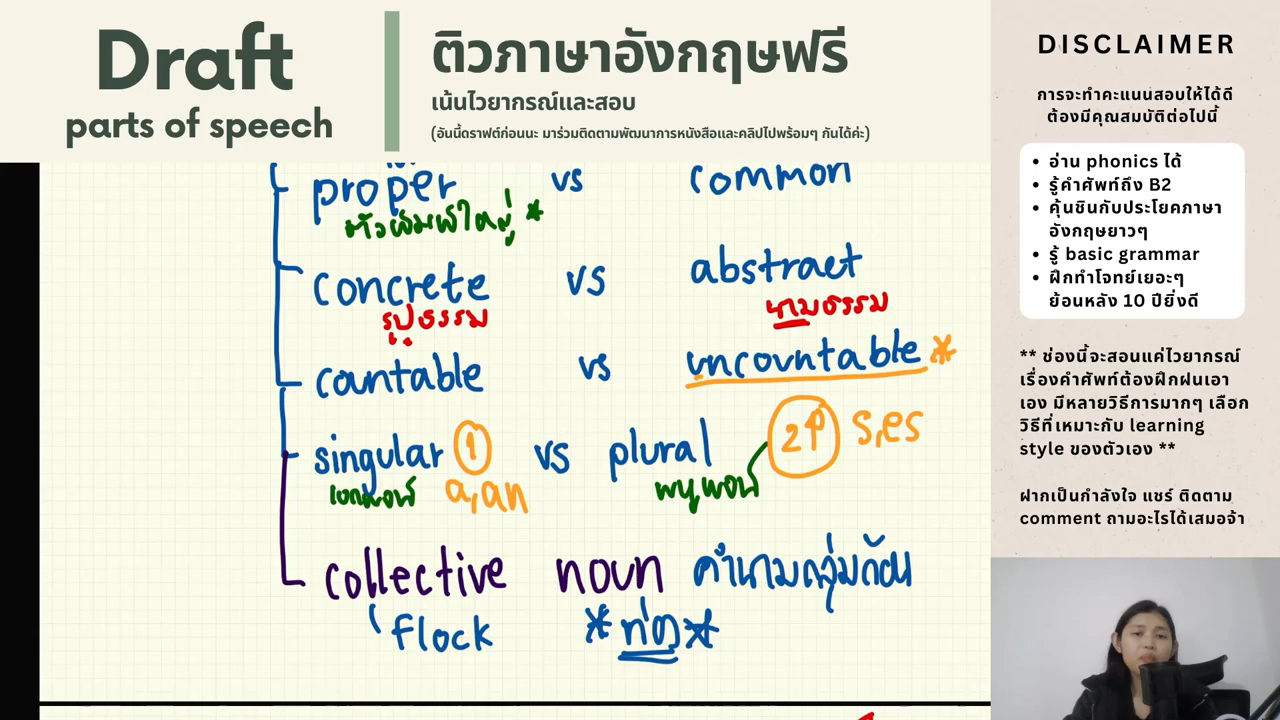 Draft
parts of speech
ติวภาษาอังกฤษฟรี
เน้นไวยากรณ์และสอบ
(อันนี้ดราฟต์ก่อนนะ มาร่วมติดตามพัฒนาการหนังสือและคลิปไปพร้อมๆ กันได้ค่ะ)
proper vs common
ตัวพิมพ์ใหญ่ *
concrete vs abstract
รูปธรรม นามธรรม
countable vs uncountable *
singular 1 vs plural 2↑ s,es
เอกพจน์ a, an พหูพจน์
collective noun คำนามกลุ่มก้อน
flock *ท่อง*
DISCLAIMER
การจะทำคะแนนสอบให้ได้ดี
ต้องมีคุณสมบัติต่อไปนี้
• อ่าน phonics ได้
• รู้คำศัพท์ถึง B2
• คุ้นชินกับประโยคภาษา
อังกฤษยาวๆ
• รู้ basic grammar
• ฝึกทำโจทย์เยอะๆ
ย้อนหลัง 10 ปียิ่งดี
** ช่องนี้จะสอนแค่ไวยากรณ์
เรื่องคำศัพท์ต้องฝึกฝนเอา
เอง มีหลายวิธีการมากๆ เลือก
วิธีที่เหมาะกับ learning
style ของตัวเอง **
ฝากเป็นกำลังใจ แชร์ ติดตาม
comment ถามอะไรได้เสมอจ้า